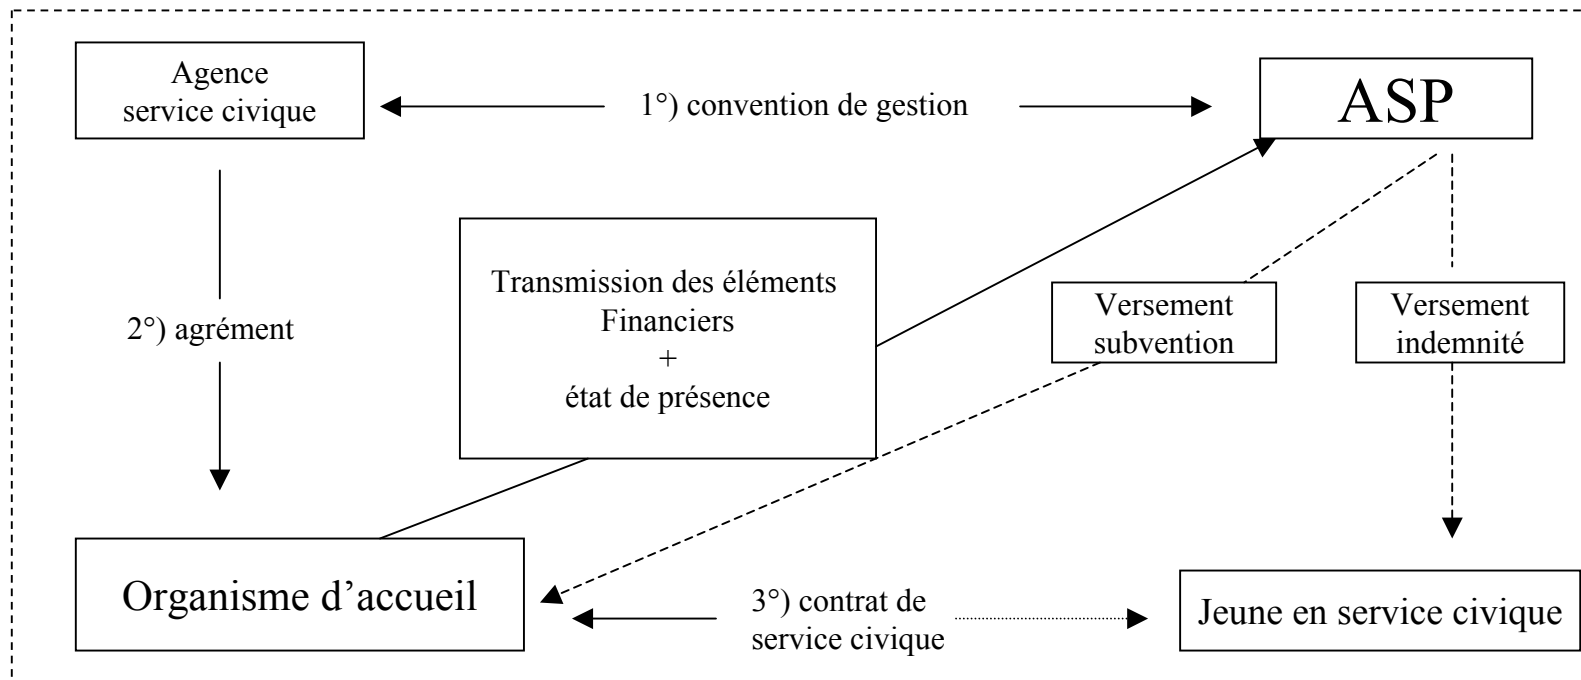 Agence
service civique
1°) convention de gestion
ASP
Transmission des éléments
Financiers
+
état de présence
Versement
subvention
Versement
indemnité
2°) agrément
Organisme d’accueil
3°) contrat de
service civique
Jeune en service civique